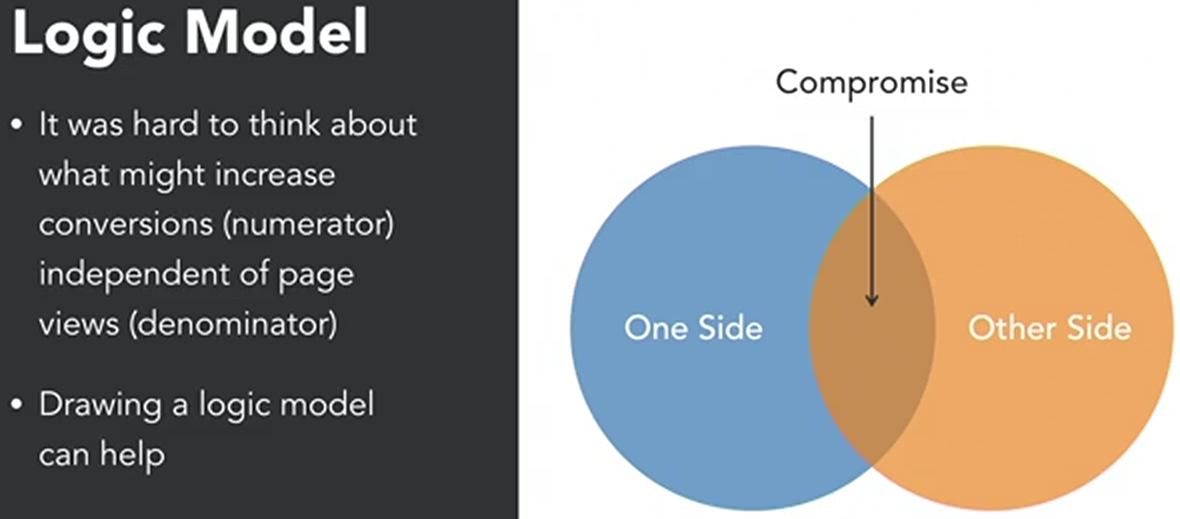 Logic Model
• It was hard to think about
what might increase
conversions (numerator)
independent of page
views (denominator)
• Drawing a logic model
can help
Compromise
One Side
Other Side